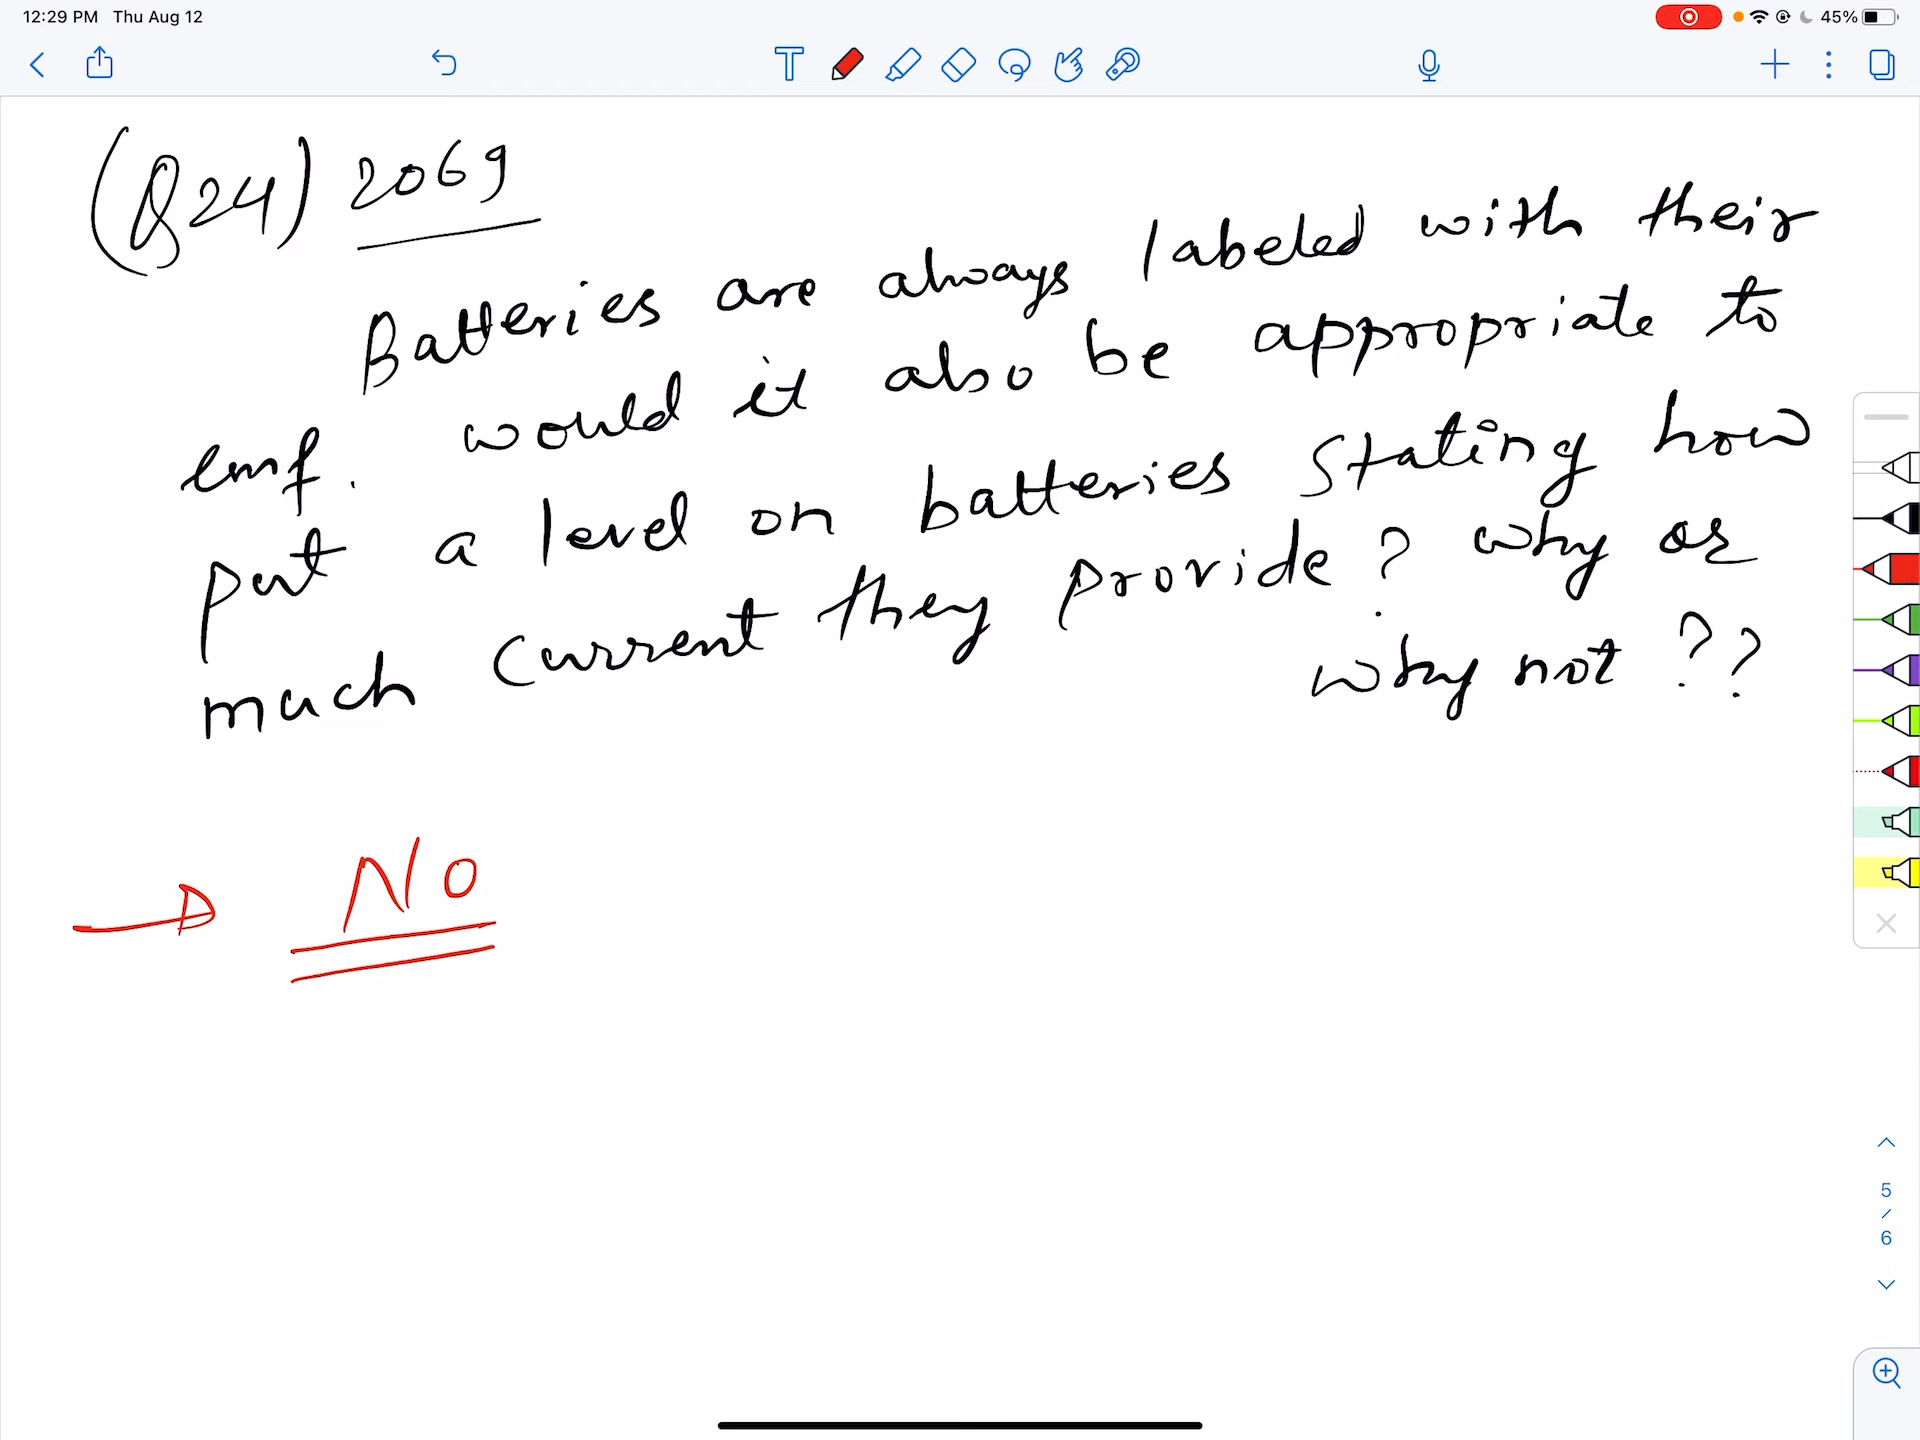 12:29 PM Thu Aug 12
45%
(Q24) 2069
Batteries are always labeled with their
emf. would it also be appropriate to
put a level on batteries stating how
much current they provide? why or
why not ??
No
5
/
6